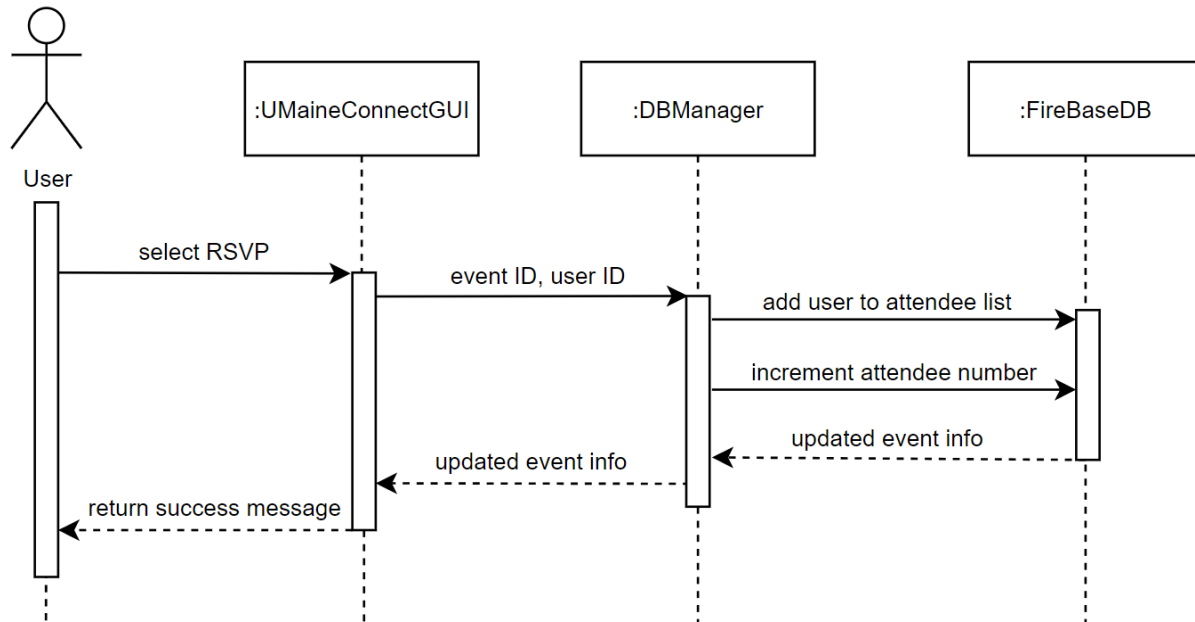 :UMaineConnectGUI
:DBManager
:FireBaseDB
User
select RSVP
event ID, user ID
add user to attendee list
increment attendee number
updated event info
updated event info
return success message